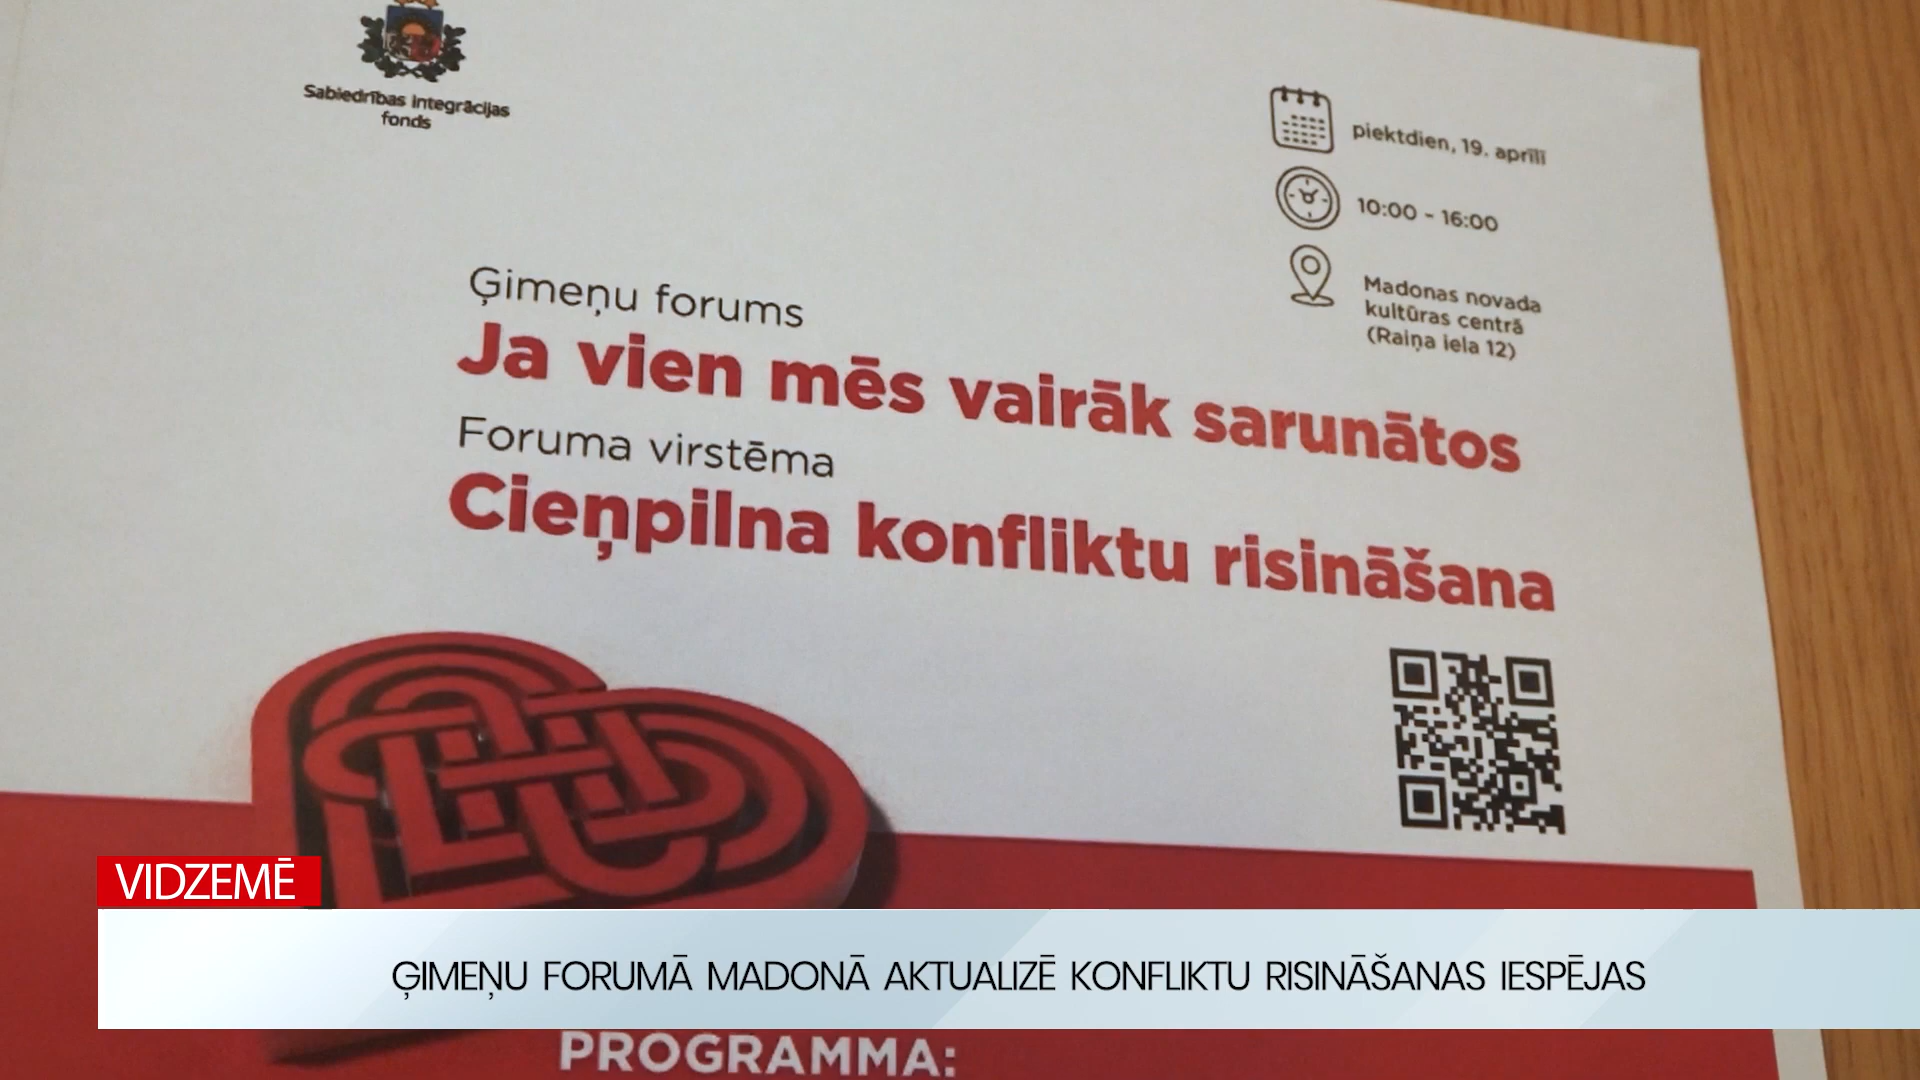 Sabiedrības integrācijas
fonds
piektdien, 19. aprīlī
10:00 - 16:00
Madonas novada
kultūras centrā
(Raiņa iela 12)
Ģimeņu forums
Ja vien mēs vairāk sarunātos
Foruma virstēma
Cieņpilna konfliktu risināšana
VIDZEMĒ
ĢIMEŅU FORUMĀ MADONĀ AKTUALIZĒ KONFLIKTU RISINĀŠANAS IESPĒJAS
PROGRAMMA: